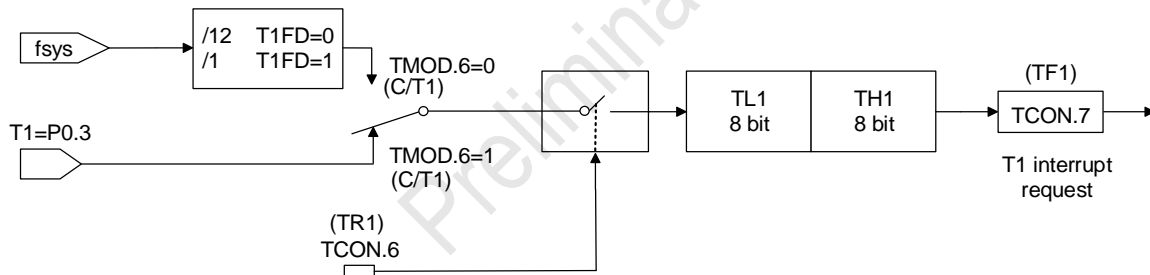 fsys
/12 T1FD=0
/1 T1FD=1
TMOD.6=0
(C/T1)
T1=P0.3
TMOD.6=1
(C/T1)
(TR1)
TCON.6
TL1
8 bit
TH1
8 bit
(TF1)
TCON.7
T1 interrupt
request